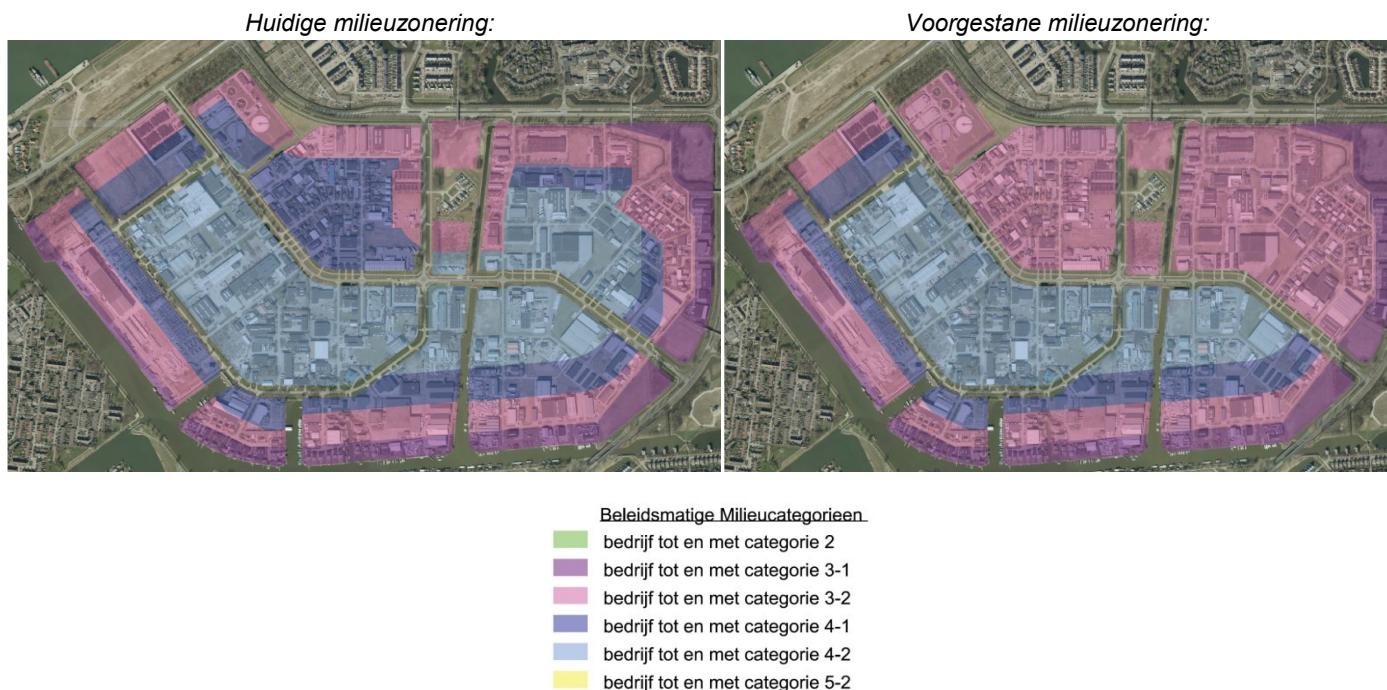 Huidige milieuzonering:
Voorgestane milieuzonering:
Beleidsmatige Milieucategorieen
bedrijf tot en met categorie 2
bedrijf tot en met categorie 3-1
bedrijf tot en met categorie 3-2
bedrijf tot en met categorie 4-1
bedrijf tot en met categorie 4-2
bedrijf tot en met categorie 5-2